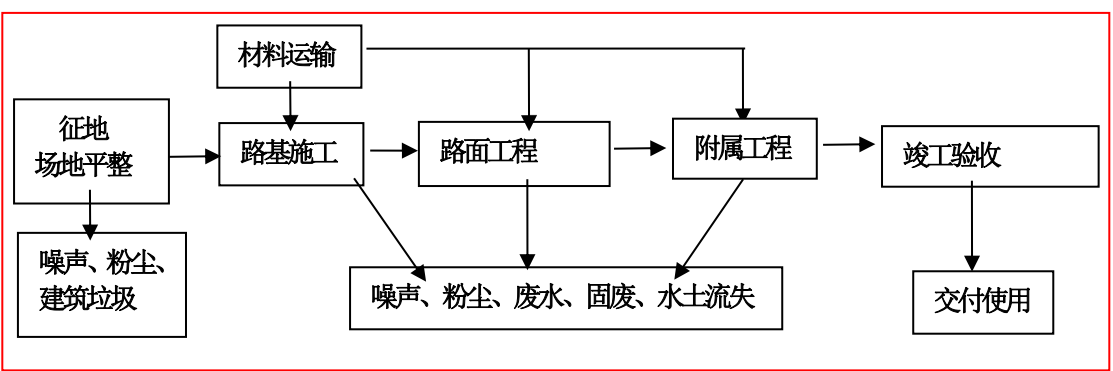 材料运输
征地
场地平整
路基施工
路面工程
附属工程
竣工验收
噪声、粉尘、
建筑垃圾
噪声、粉尘、废水、固废、水土流失
交付使用